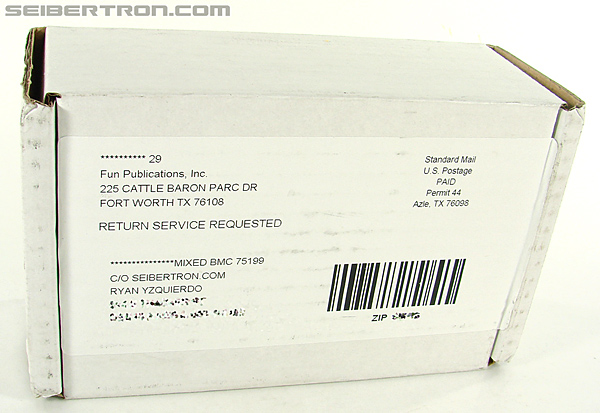 SEIBERTRON.COM
********** 29
Fun Publications, Inc.
225 CATTLE BARON PARC DR
FORT WORTH TX 76108
RETURN SERVICE REQUESTED
Standard Mail
U.S. Postage
PAID
Permit 44
Azle, TX 76098
***************MIXED BMC 75199
C/O SEIBERTRON.COM
RYAN YZQUIERDO
ZIP